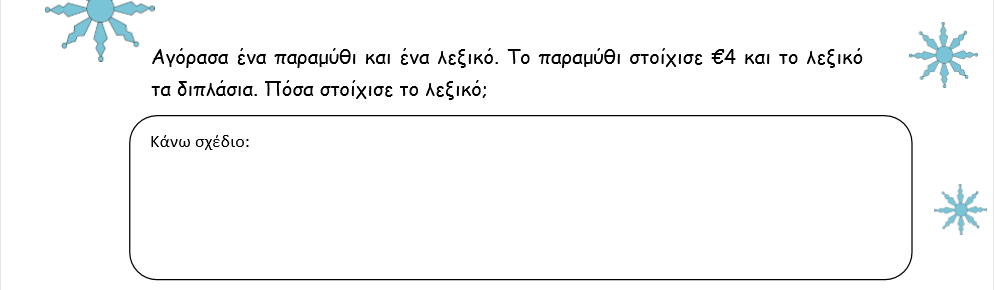 Αγόρασα ένα παραμύθι και ένα λεξικό. Το παραμύθι στοίχισε €4 και το λεξικό
τα διπλάσια. Πόσα στοίχισε το λεξικό;
Κάνω σχέδιο: